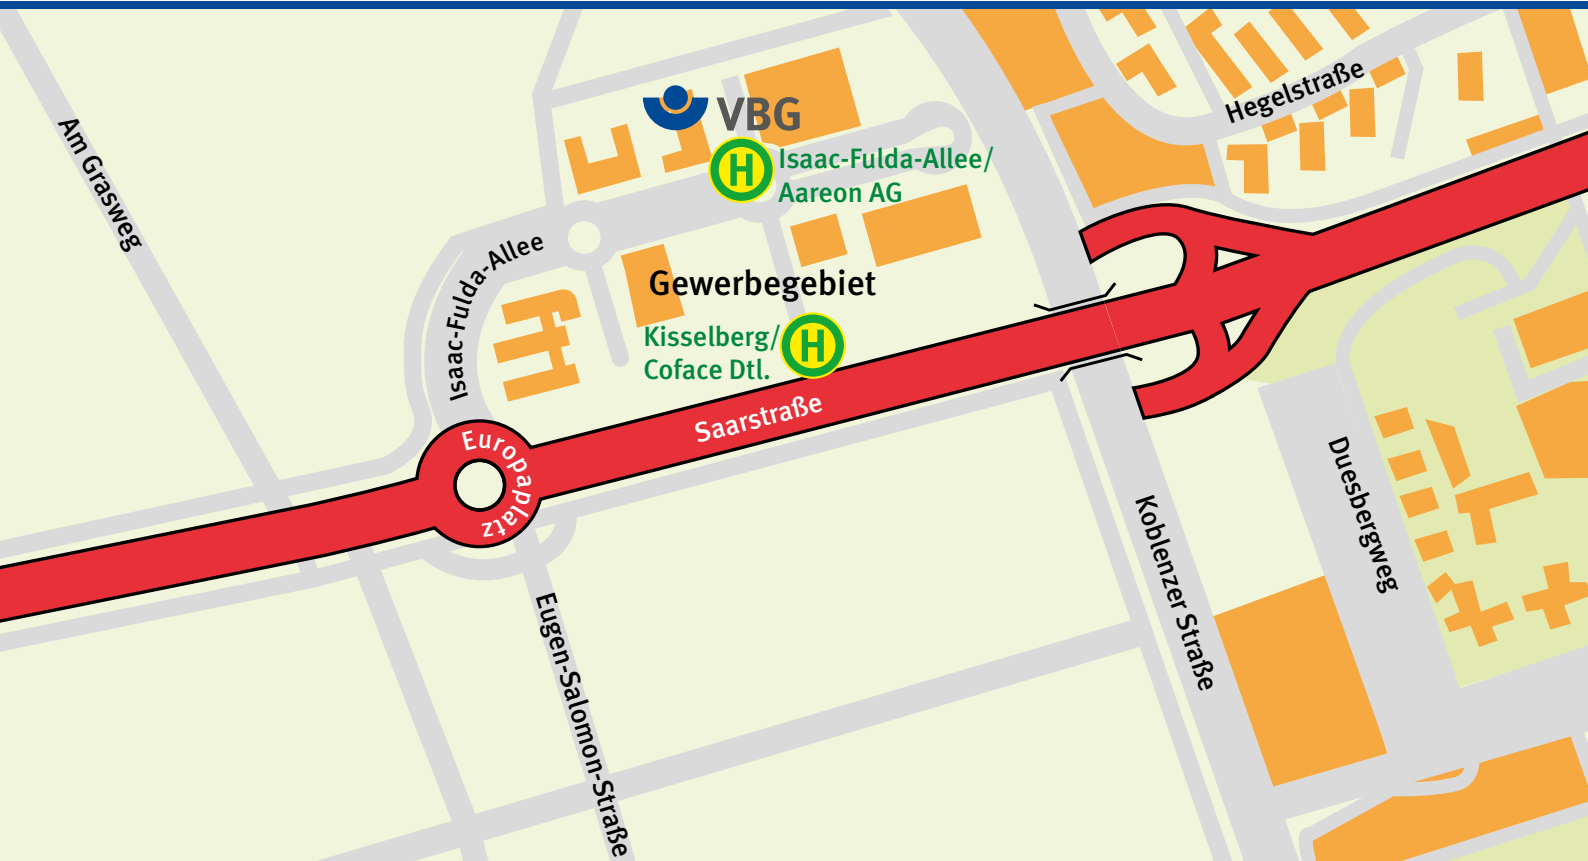 Am Grasweg
VBG
H
Isaac-Fulda-Allee/
Aareon AG
Hegelstraße
Isaac-Fulda-Allee
Gewerbegebiet
Kisselberg/
Coface Dtl.
H
Saarstraße
Europaplatz
Duesbergweg
Koblenzer Straße
Eugen-Salomon-Straße